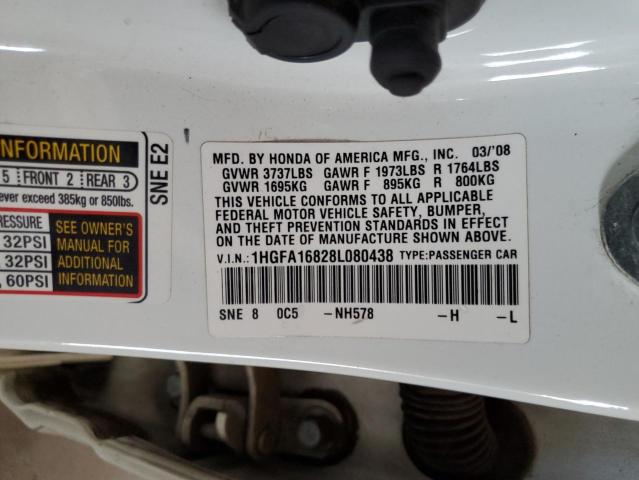 INFORMATION
5 FRONT 2 REAR 3
ever exceed 385kg or 850lbs.
PRESSURE
32PSI
32PSI
, 60PSI
SEE OWNER'S
MANUAL FOR
ADDITIONAL
INFORMATION
SNE E2
MFD. BY HONDA OF AMERICA MFG., INC. 03/'08
GVWR 3737LBS GAWR F 1973LBS R 1764LBS
GVWR 1695KG GAWR F 895KG R 800KG
THIS VEHICLE CONFORMS TO ALL APPLICABLE
FEDERAL MOTOR VEHICLE SAFETY, BUMPER,
AND THEFT PREVENTION STANDARDS IN EFFECT
ON THE DATE OF MANUFACTURE SHOWN ABOVE.
V.I.N.: 1HGFA16828L080438 TYPE:PASSENGER CAR
SNE 8 0C5 -NH578 -H -L